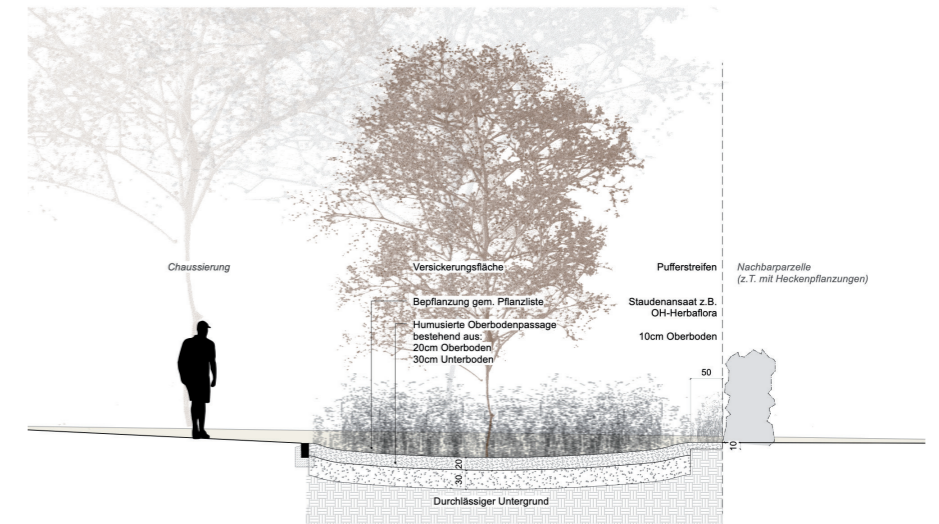 Chaussierung
Versickerungsfläche
Pufferstreifen
Nachbarparzelle
(z.T. mit Heckenpflanzungen)
Bepflanzung gem. Pflanzliste
Staudenansaat z.B.
OH-Herbaflora
Humusierte Oberbodenpassage
bestehend aus:
20cm Oberboden
30cm Unterboden
10cm Oberboden
50
10
20
30
Durchlässiger Untergrund